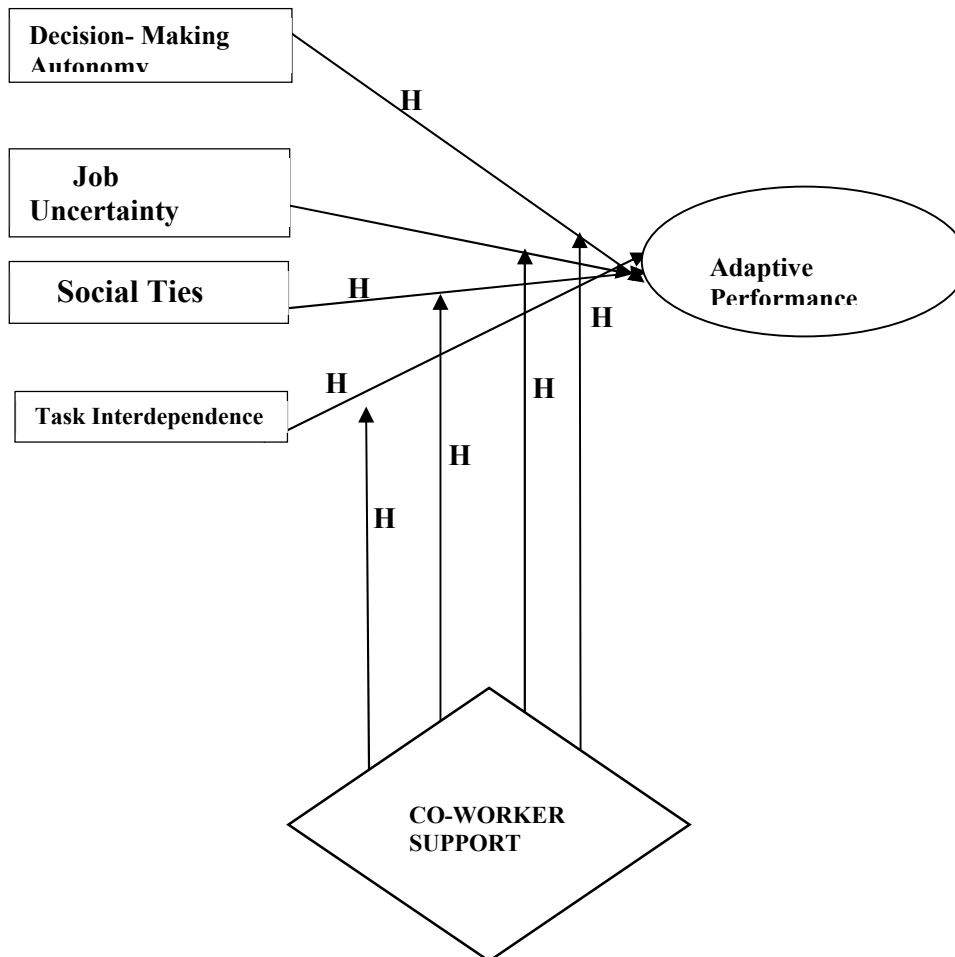 Decision- Making
Autonomy
H
Job
Uncertainty
Social Ties
H
Adaptive
Performance
H
H
Task Interdependence
H
H
H
CO-WORKER
SUPPORT